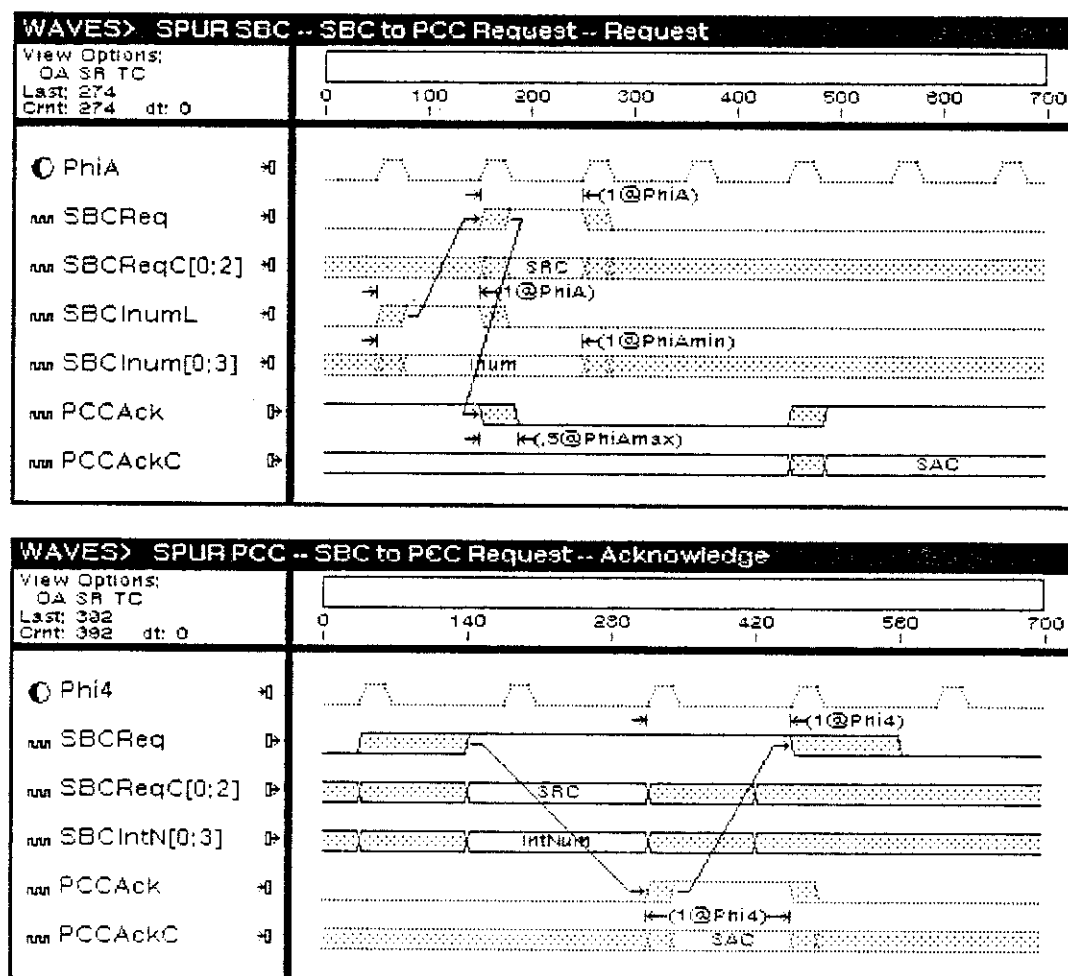 WAVES> SPUR SBC -- SBC to PCC Request -- Request
View Options:
OA SR TC
Last: 274
Crnt: 274 dt: 0
0 100 200 300 400 500 600 700
PhiA
(1@PhiA)
SBCReq
SBCReqC[0:2] SRC
(1@PhiA)
SBCInumL
(1@PhiAmin)
SBCInum[0:3] Inum
PCCAck
(.5@PhiAmax)
PCCAckC SAC
WAVES> SPUR PCC -- SBC to PCC Request -- Acknowledge
View Options:
OA SR TC
Last: 392
Crnt: 392 dt: 0
0 140 280 420 560 700
Phi4
(1@Phi4)
SBCReq
SBCReqC[0:2] SRC
SBCIntN[0:3] IntNum
PCCAck
(1@Phi4)
PCCAckC SAC